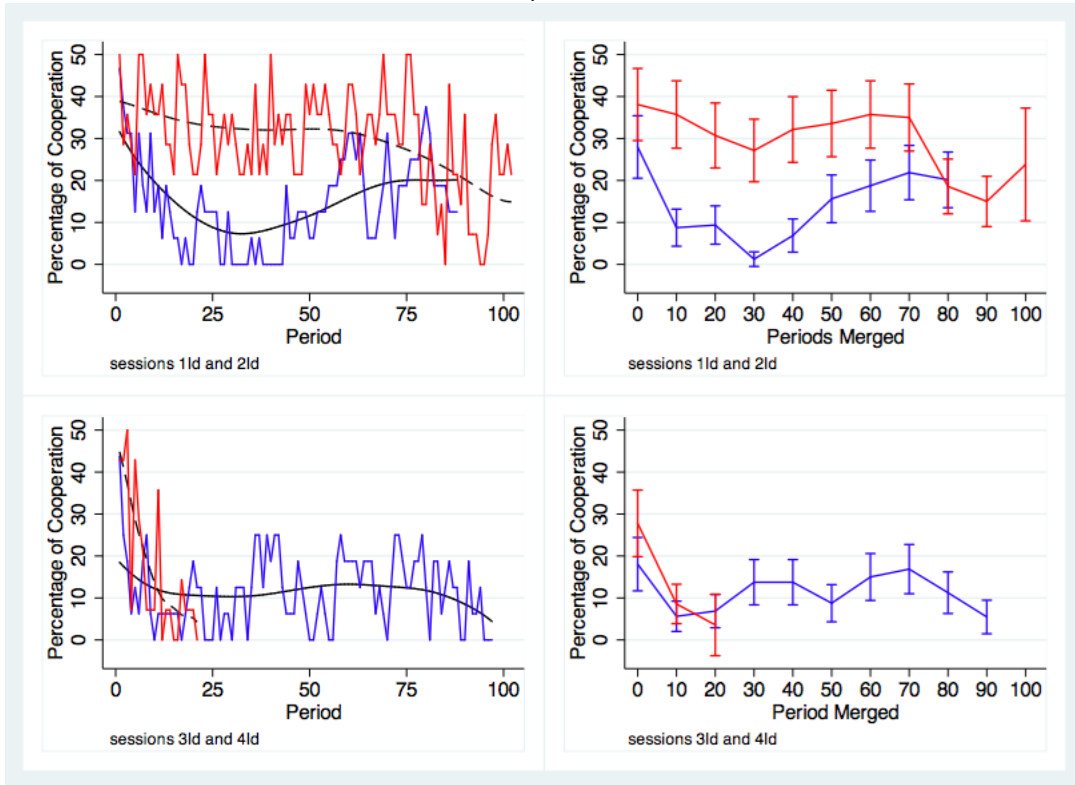 Percentage of Cooperation
50
40
30
20
10
0
0 25 50 75 100
Period
sessions 1ld and 2ld
Percentage of Cooperation
50
40
30
20
10
0
0 10 20 30 40 50 60 70 80 90 100
Periods Merged
sessions 1ld and 2ld
Percentage of Cooperation
50
40
30
20
10
0
0 25 50 75 100
Period
sessions 3ld and 4ld
Percentage of Cooperation
50
40
30
20
10
0
0 10 20 30 40 50 60 70 80 90 100
Period Merged
sessions 3ld and 4ld